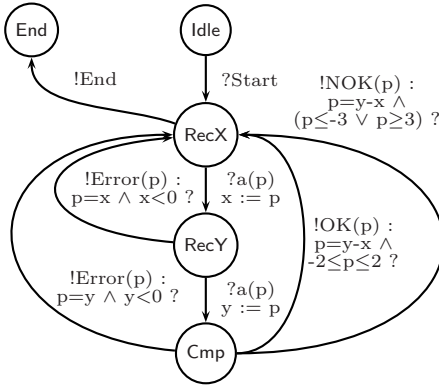 End
Idle
!End
?Start
!NOK(p) :
p=y-x ∧
(p≤-3 ∨ p≥3) ?
RecX
!Error(p) :
p=x ∧ x<0 ?
?a(p)
x := p
!OK(p) :
p=y-x ∧
-2≤p≤2 ?
RecY
!Error(p) :
p=y ∧ y<0 ?
?a(p)
y := p
Cmp